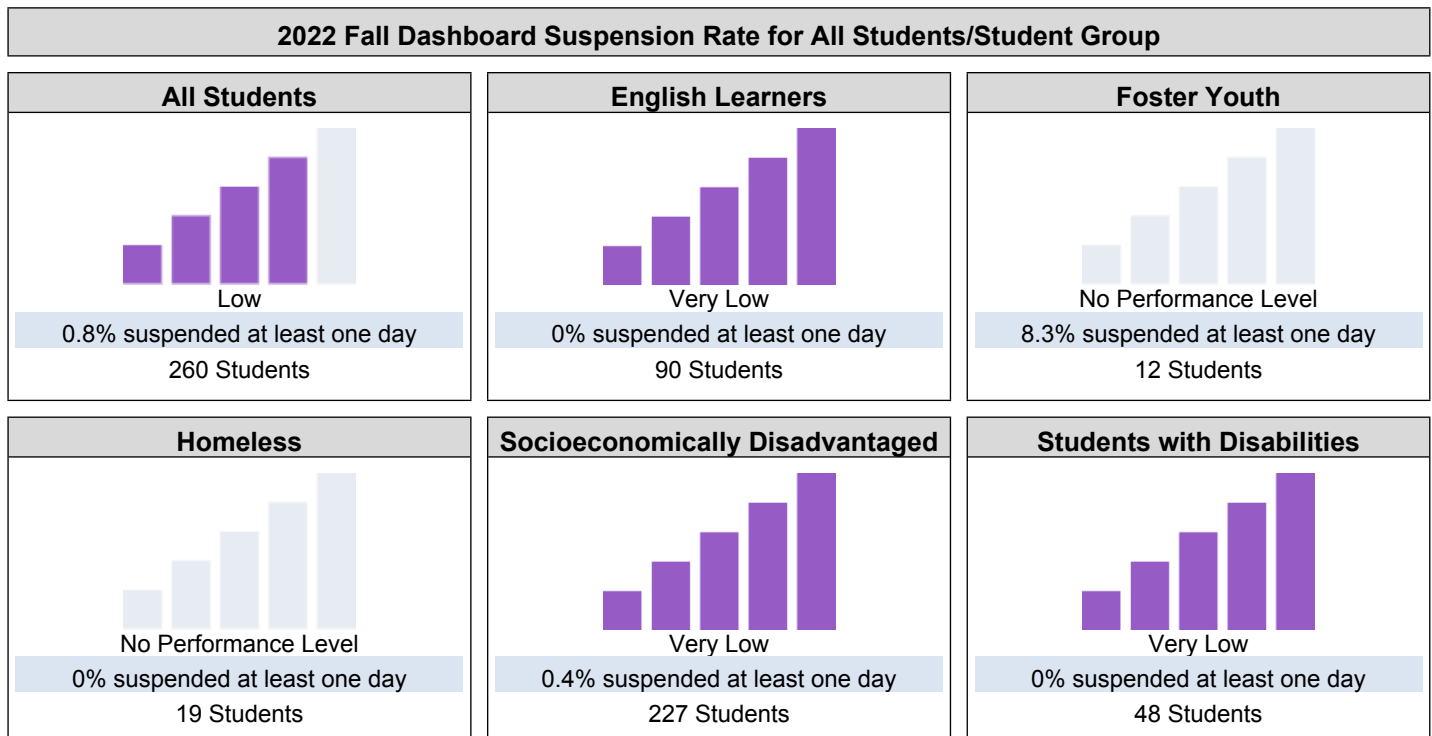 2022 Fall Dashboard Suspension Rate for All Students/Student Group
All Students
Low
0.8% suspended at least one day
260 Students
English Learners
Very Low
0% suspended at least one day
90 Students
Foster Youth
No Performance Level
8.3% suspended at least one day
12 Students
Homeless
No Performance Level
0% suspended at least one day
19 Students
Socioeconomically Disadvantaged
Very Low
0.4% suspended at least one day
227 Students
Students with Disabilities
Very Low
0% suspended at least one day
48 Students